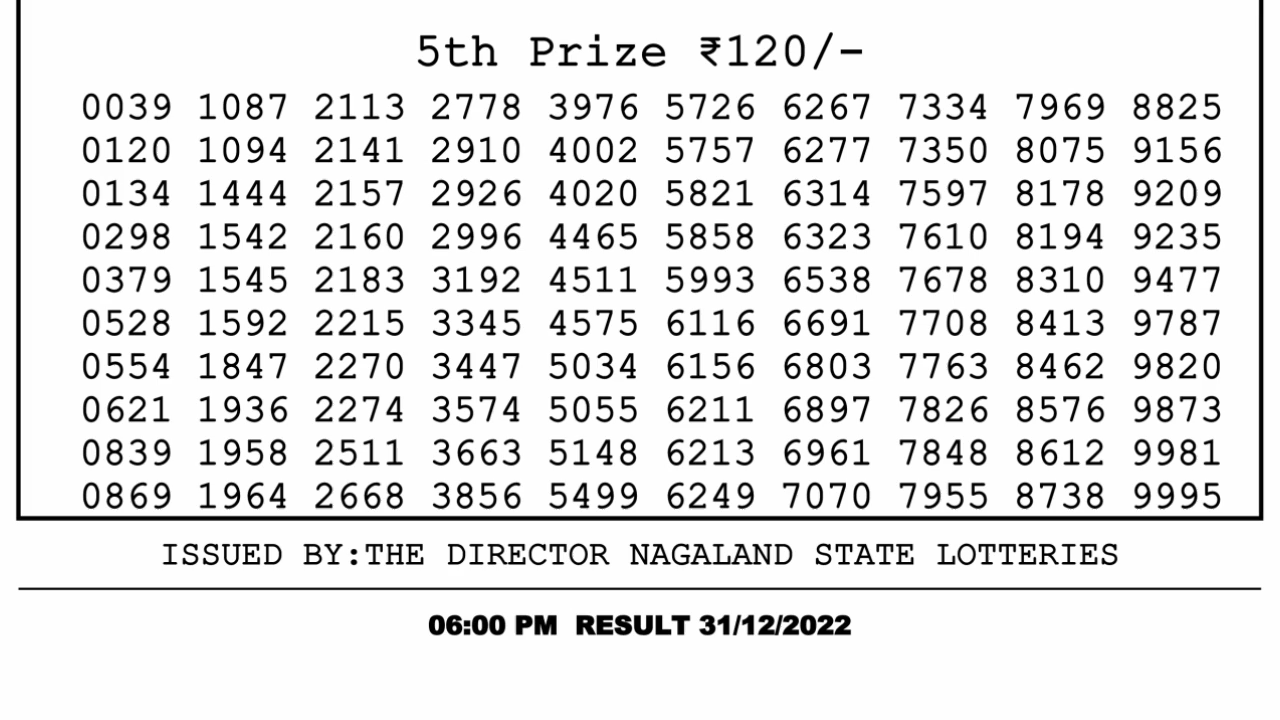 5th Prize ₹120/-
0039 1087 2113 2778 3976 5726 6267 7334 7969 8825
0120 1094 2141 2910 4002 5757 6277 7350 8075 9156
0134 1444 2157 2926 4020 5821 6314 7597 8178 9209
0298 1542 2160 2996 4465 5858 6323 7610 8194 9235
0379 1545 2183 3192 4511 5993 6538 7678 8310 9477
0528 1592 2215 3345 4575 6116 6691 7708 8413 9787
0554 1847 2270 3447 5034 6156 6803 7763 8462 9820
0621 1936 2274 3574 5055 6211 6897 7826 8576 9873
0839 1958 2511 3663 5148 6213 6961 7848 8612 9981
0869 1964 2668 3856 5499 6249 7070 7955 8738 9995
ISSUED BY:THE DIRECTOR NAGALAND STATE LOTTERIES
06:00 PM RESULT 31/12/2022